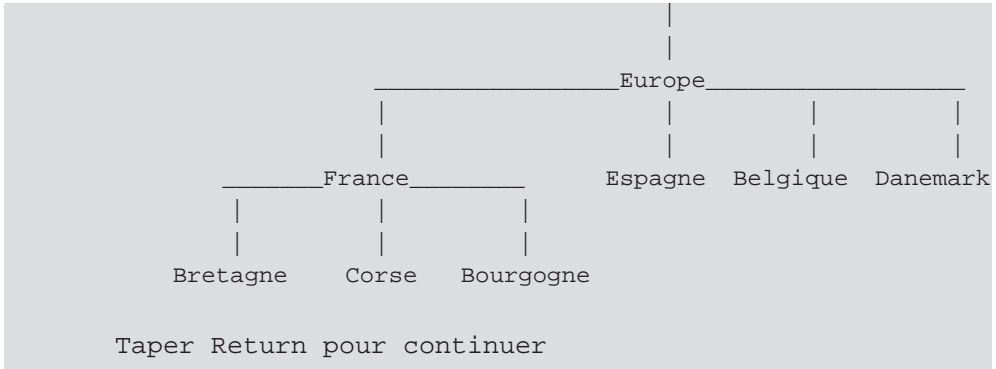 Europe
France Espagne Belgique Danemark
Bretagne Corse Bourgogne
Taper Return pour continuer